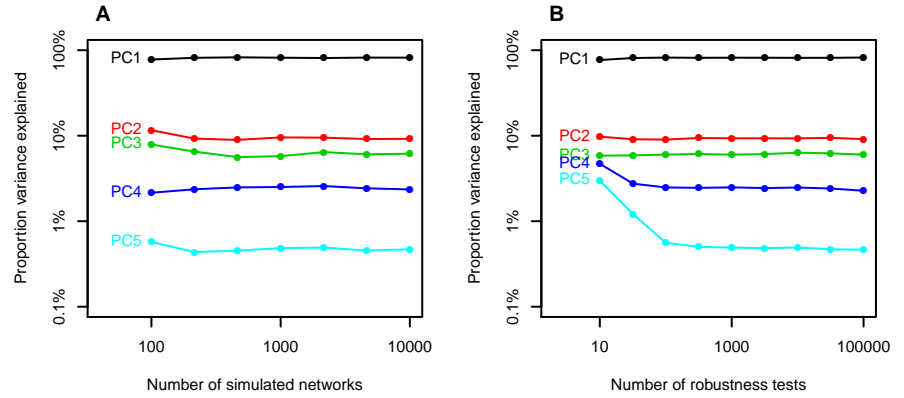 A
Proportion variance explained
100%
10%
1%
0.1%
PC1
PC2
PC3
PC4
PC5
100
1000
10000
Number of simulated networks
B
Proportion variance explained
100%
10%
1%
0.1%
PC1
PC2
PC3
PC4
PC5
10
1000
100000
Number of robustness tests